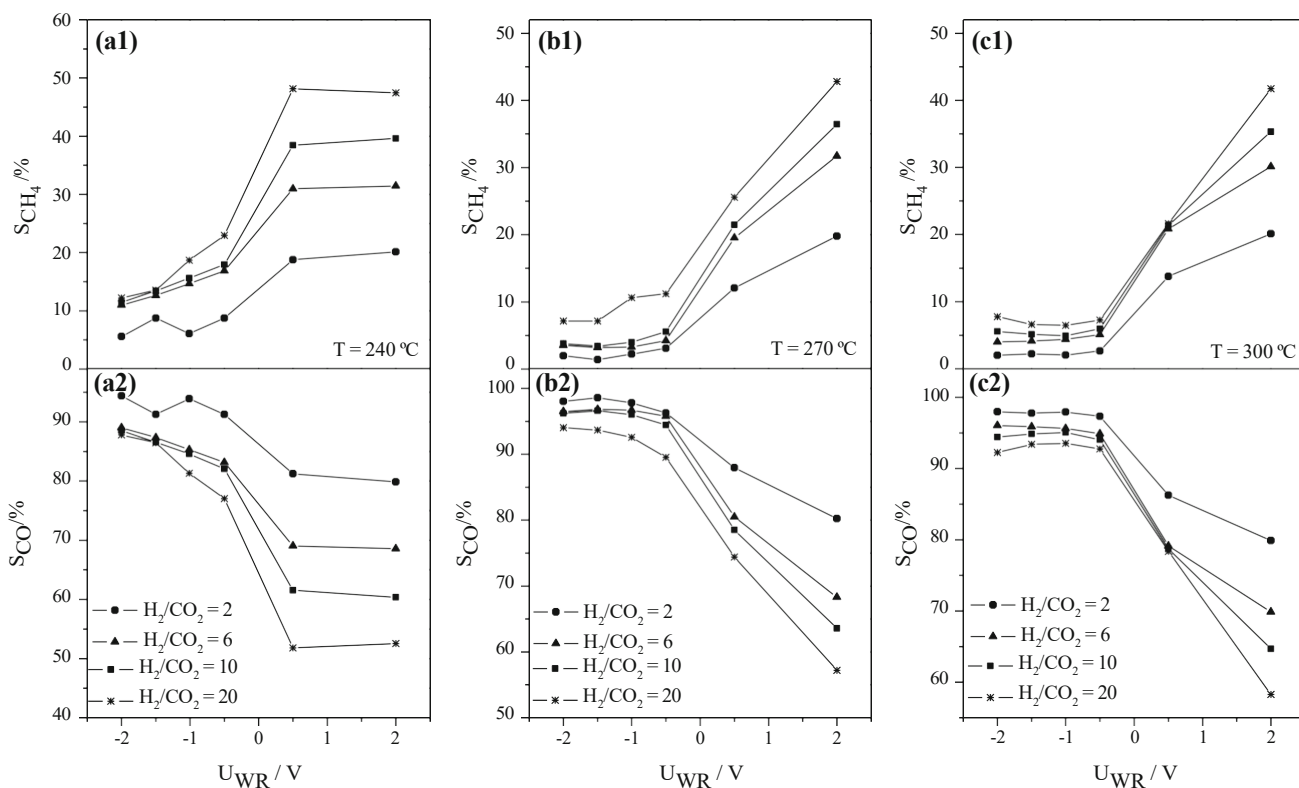 (a1)
60
50
40
30
20
10
0
S_CH₄ /%
T = 240 ºC
(b1)
50
40
30
20
10
0
S_CH₄ /%
T = 270 ºC
(c1)
50
40
30
20
10
0
S_CH₄ /%
T = 300 ºC
(a2)
90
80
70
60
50
40
S_CO/%
H₂/CO₂ = 2
H₂/CO₂ = 6
H₂/CO₂ = 10
H₂/CO₂ = 20
-2 -1 0 1 2
U_WR / V
(b2)
100
90
80
70
60
50
S_CO/%
H₂/CO₂ = 2
H₂/CO₂ = 6
H₂/CO₂ = 10
H₂/CO₂ = 20
-2 -1 0 1 2
U_WR / V
(c2)
100
90
80
70
60
S_CO/%
H₂/CO₂ = 2
H₂/CO₂ = 6
H₂/CO₂ = 10
H₂/CO₂ = 20
-2 -1 0 1 2
U_WR / V